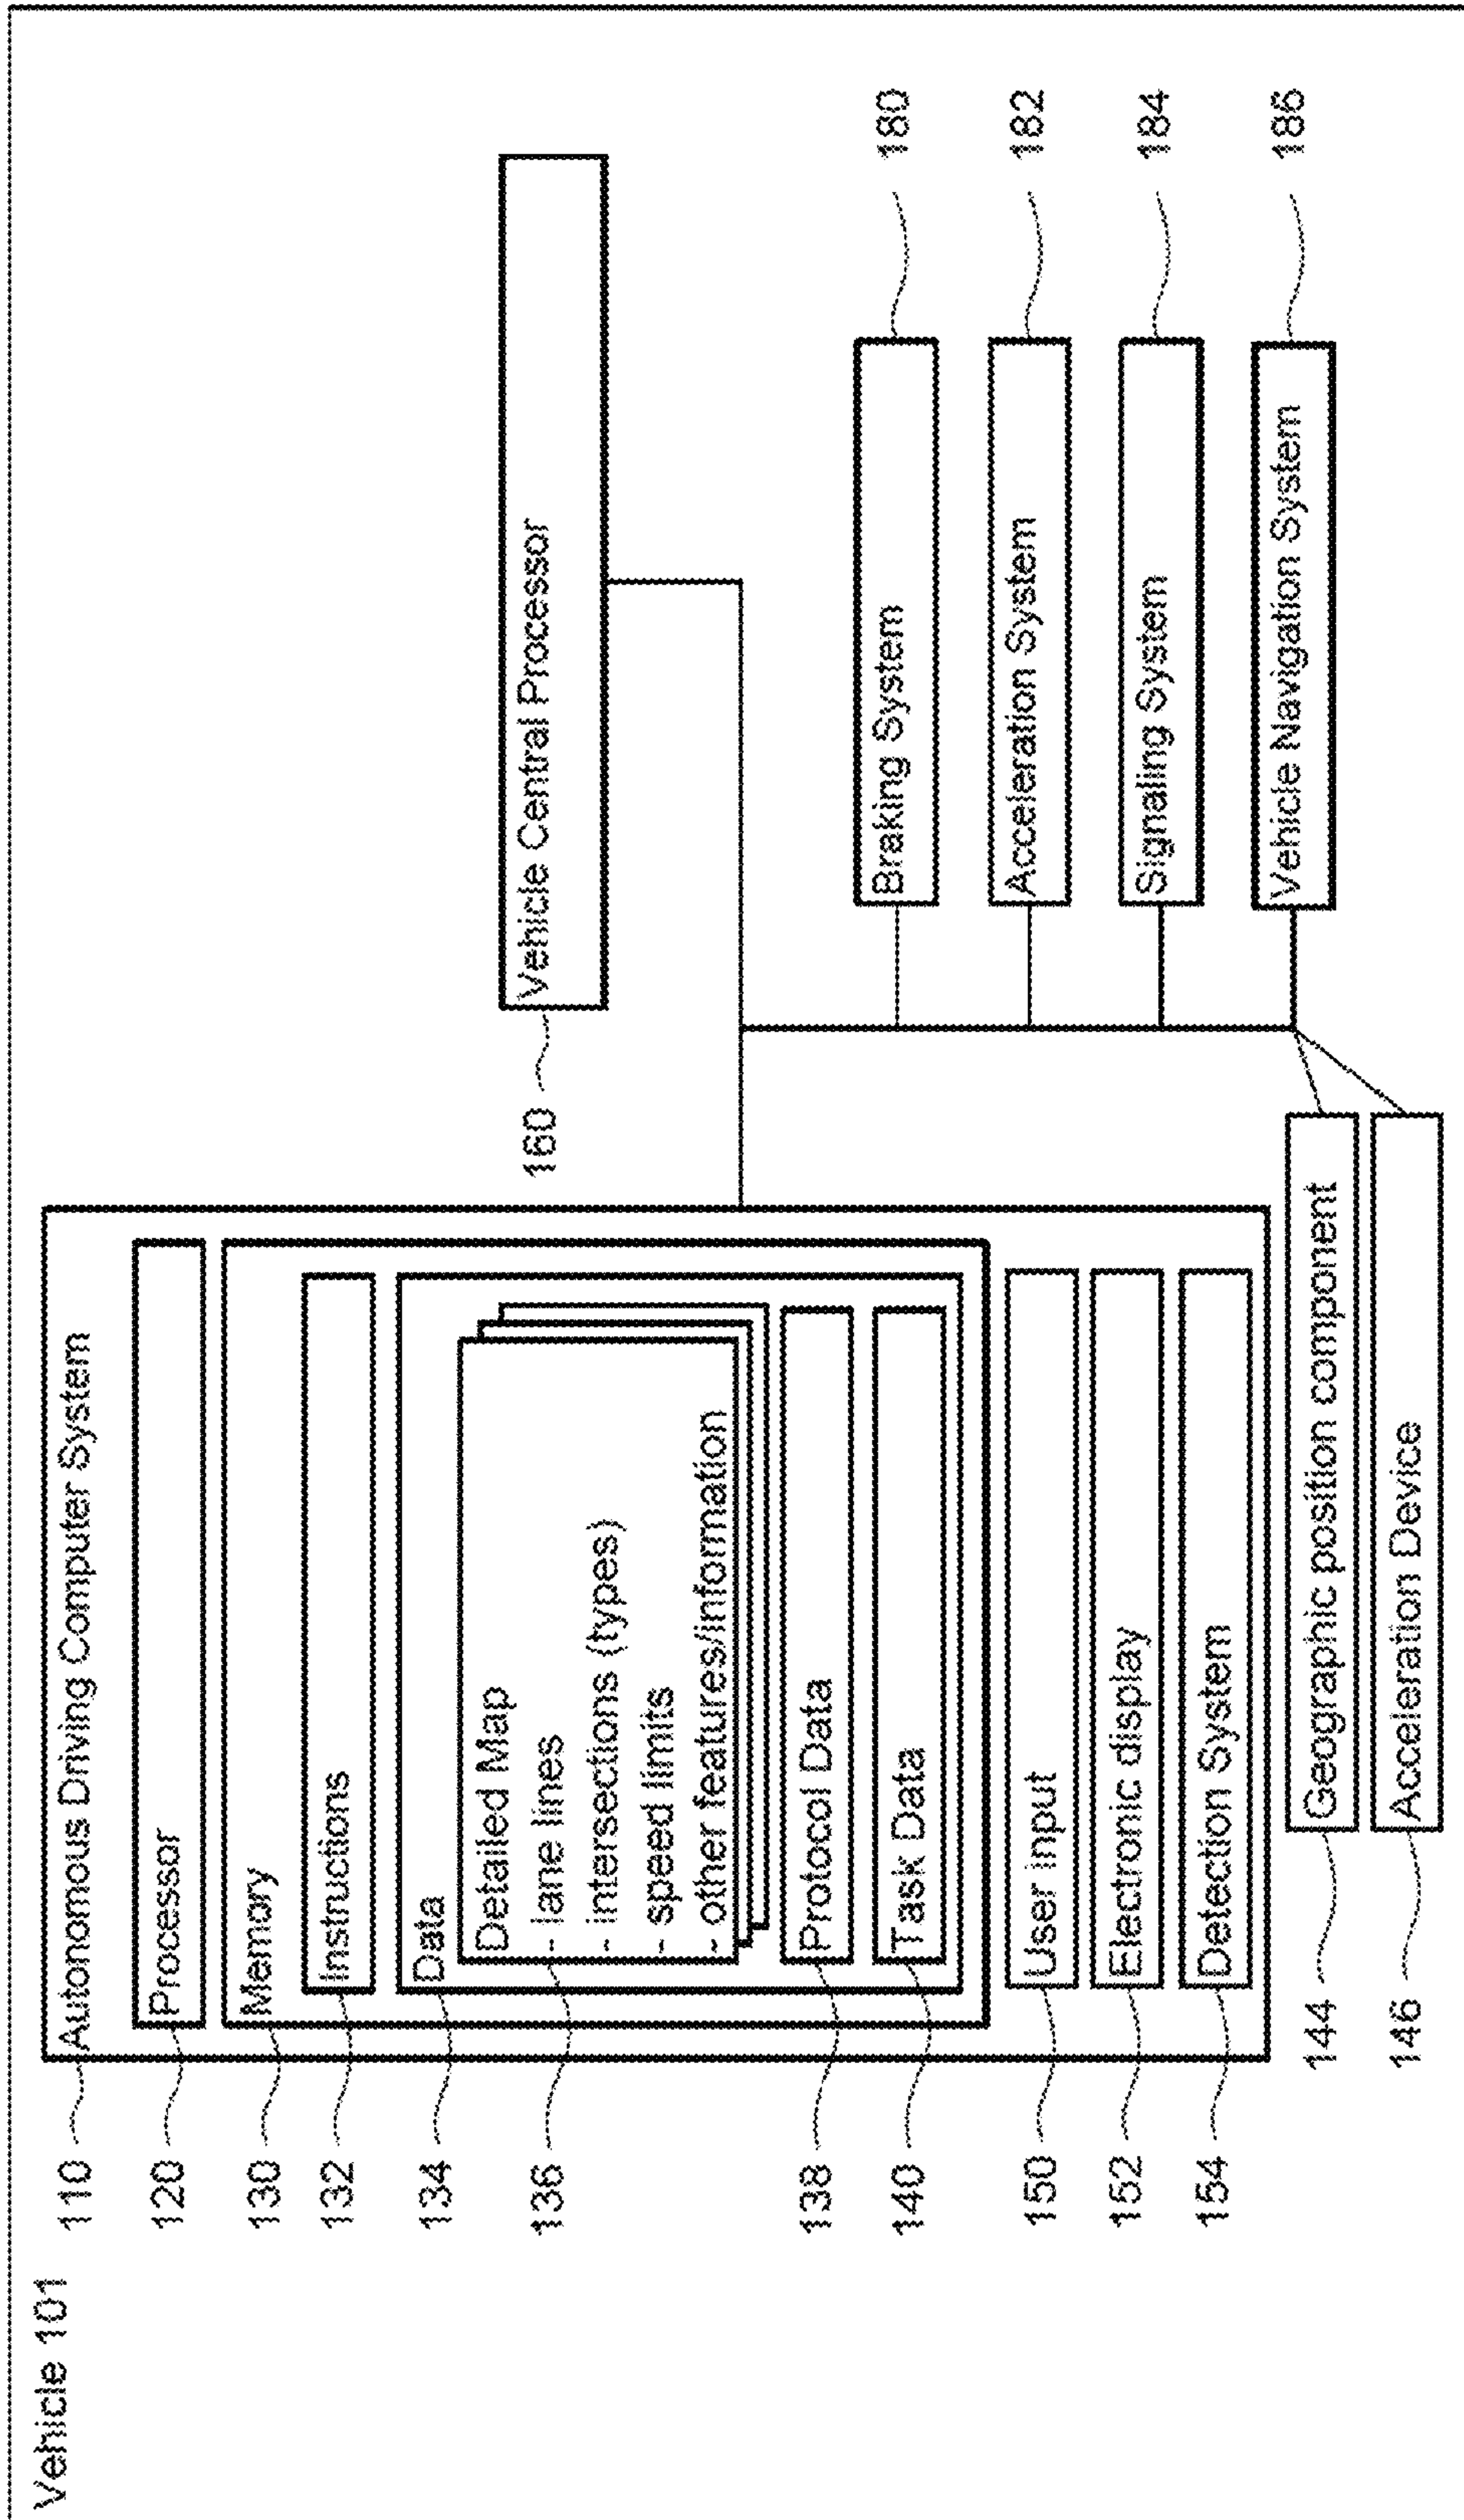 Vehicle 101
110
Autonomous Driving Computer System
120
Processor
130
Memory
132
Instructions
134
Data
136
Detailed Map
- lane lines
- intersections (types)
- speed limits
- other features/information
138
Protocol Data
140
Task Data
150
User input
152
Electronic display
154
Detection System
144
Geographic position component
146
Acceleration Device
160
Vehicle Central Processor
Braking System
180
Acceleration System
182
Signaling System
184
Vehicle Navigation System
186